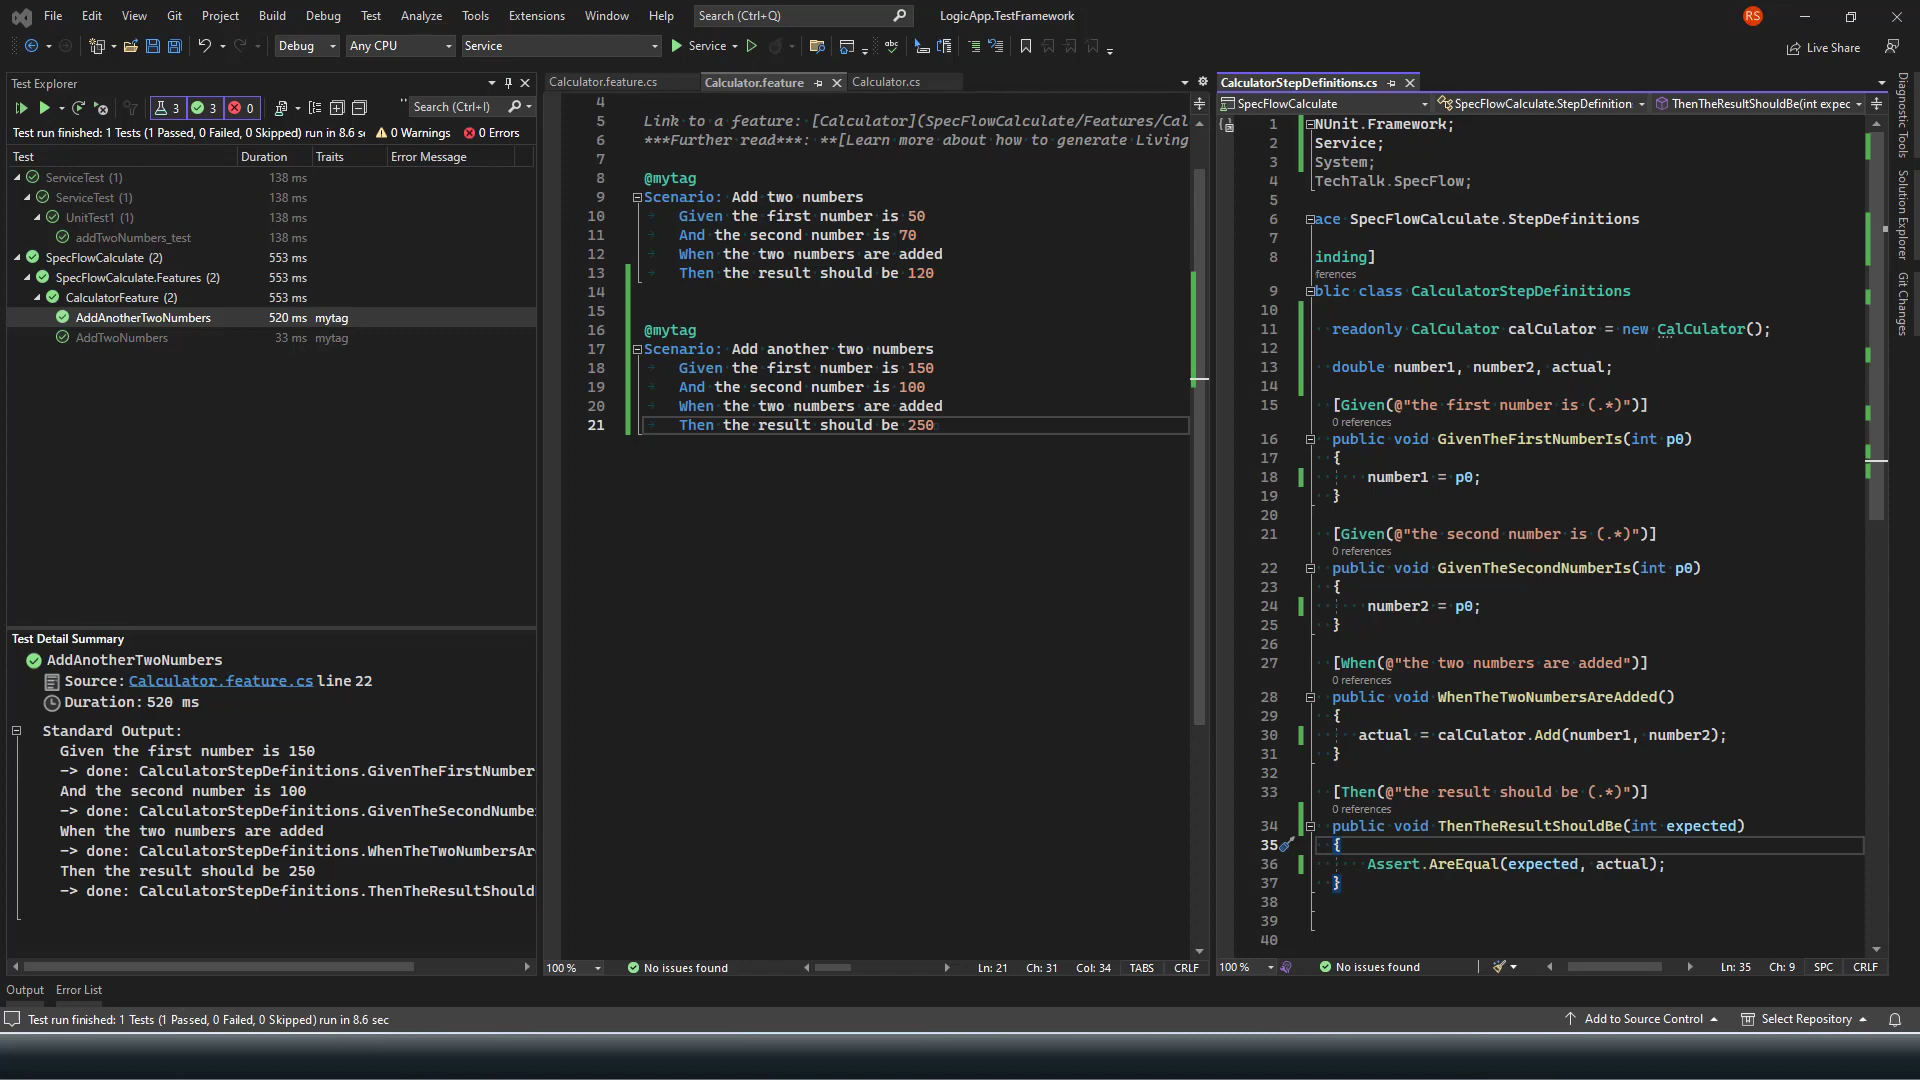 File Edit View Git Project Build Debug Test Analyze Tools Extensions Window Help Search (Ctrl+Q) LogicApp.TestFramework RS
Debug Any CPU Service Service Live Share
Test Explorer
3 3 0 Search (Ctrl+I)
Test run finished: 1 Tests (1 Passed, 0 Failed, 0 Skipped) run in 8.6 s 0 Warnings 0 Errors
Test Duration Traits Error Message
ServiceTest (1) 138 ms
ServiceTest (1) 138 ms
UnitTest1 (1) 138 ms
addTwoNumbers_test 138 ms
SpecFlowCalculate (2) 553 ms
SpecFlowCalculate.Features (2) 553 ms
CalculatorFeature (2) 553 ms
AddAnotherTwoNumbers 520 ms mytag
AddTwoNumbers 33 ms mytag
Test Detail Summary
AddAnotherTwoNumbers
Source: Calculator.feature.cs line 22
Duration: 520 ms
Standard Output:
Given the first number is 150
-> done: CalculatorStepDefinitions.GivenTheFirstNumber
And the second number is 100
-> done: CalculatorStepDefinitions.GivenTheSecondNumbe
When the two numbers are added
-> done: CalculatorStepDefinitions.WhenTheTwoNumbersAr
Then the result should be 250
-> done: CalculatorStepDefinitions.ThenTheResultShould
Calculator.feature.cs Calculator.feature Calculator.cs
4
5 Link to a feature: [Calculator](SpecFlowCalculate/Features/Cal
6 ***Further read***: **[Learn more about how to generate Living
7
8 @mytag
9 Scenario: Add two numbers
10 Given the first number is 50
11 And the second number is 70
12 When the two numbers are added
13 Then the result should be 120
14
15
16 @mytag
17 Scenario: Add another two numbers
18 Given the first number is 150
19 And the second number is 100
20 When the two numbers are added
21 Then the result should be 250
100 % No issues found Ln: 21 Ch: 31 Col: 34 TABS CRLF
CalculatorStepDefinitions.cs
SpecFlowCalculate SpecFlowCalculate.StepDefinition ThenTheResultShouldBe(int expec
1 NUnit.Framework;
2 Service;
3 System;
4 TechTalk.SpecFlow;
5
6 ace SpecFlowCalculate.StepDefinitions
7
8 inding]
ferences
9 blic class CalculatorStepDefinitions
10
11 readonly CalCulator calCulator = new CalCulator();
12
13 double number1, number2, actual;
14
15 [Given(@"the first number is (.*)")]
0 references
16 public void GivenTheFirstNumberIs(int p0)
17 {
18 number1 = p0;
19 }
20
21 [Given(@"the second number is (.*)")]
0 references
22 public void GivenTheSecondNumberIs(int p0)
23 {
24 number2 = p0;
25 }
26
27 [When(@"the two numbers are added")]
0 references
28 public void WhenTheTwoNumbersAreAdded()
29 {
30 actual = calCulator.Add(number1, number2);
31 }
32
33 [Then(@"the result should be (.*)")]
0 references
34 public void ThenTheResultShouldBe(int expected)
35 {
36 Assert.AreEqual(expected, actual);
37 }
38
39
40
100 % No issues found Ln: 35 Ch: 9 SPC CRLF
Diagnostic Tools
Solution Explorer
Git Changes
Output Error List
Test run finished: 1 Tests (1 Passed, 0 Failed, 0 Skipped) run in 8.6 sec Add to Source Control Select Repository